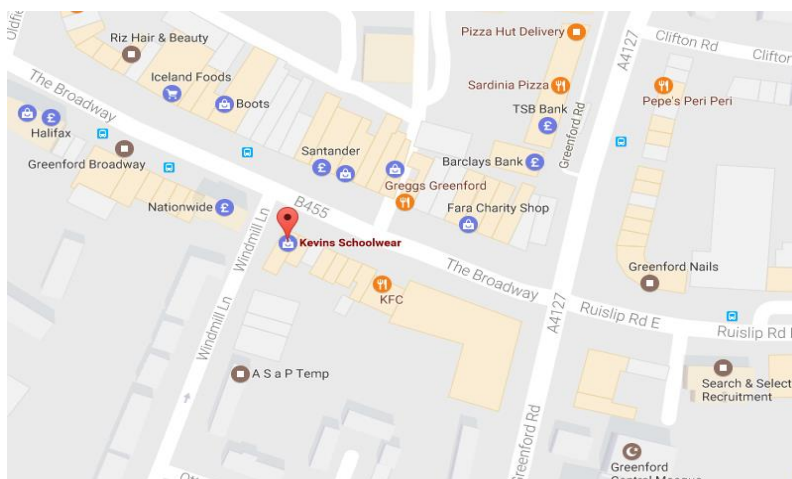 Oldfie
Riz Hair & Beauty
Pizza Hut Delivery
A4127
Clifton Rd
Clifton
Iceland Foods
Boots
Sardinia Pizza
Pepe's Peri Peri
The Broadway
TSB Bank
Greenford Rd
Halifax
Santander
Greenford Broadway
Barclays Bank
Greggs Greenford
Nationwide
B455
Fara Charity Shop
Windmill Ln
Kevins Schoolwear
The Broadway
Greenford Nails
KFC
A4127
Ruislip Rd E
Ruislip Rd
Windmill Ln
A S a P Temp
Search & Select
Recruitment
Greenford Rd
Greenford
Central Mosque